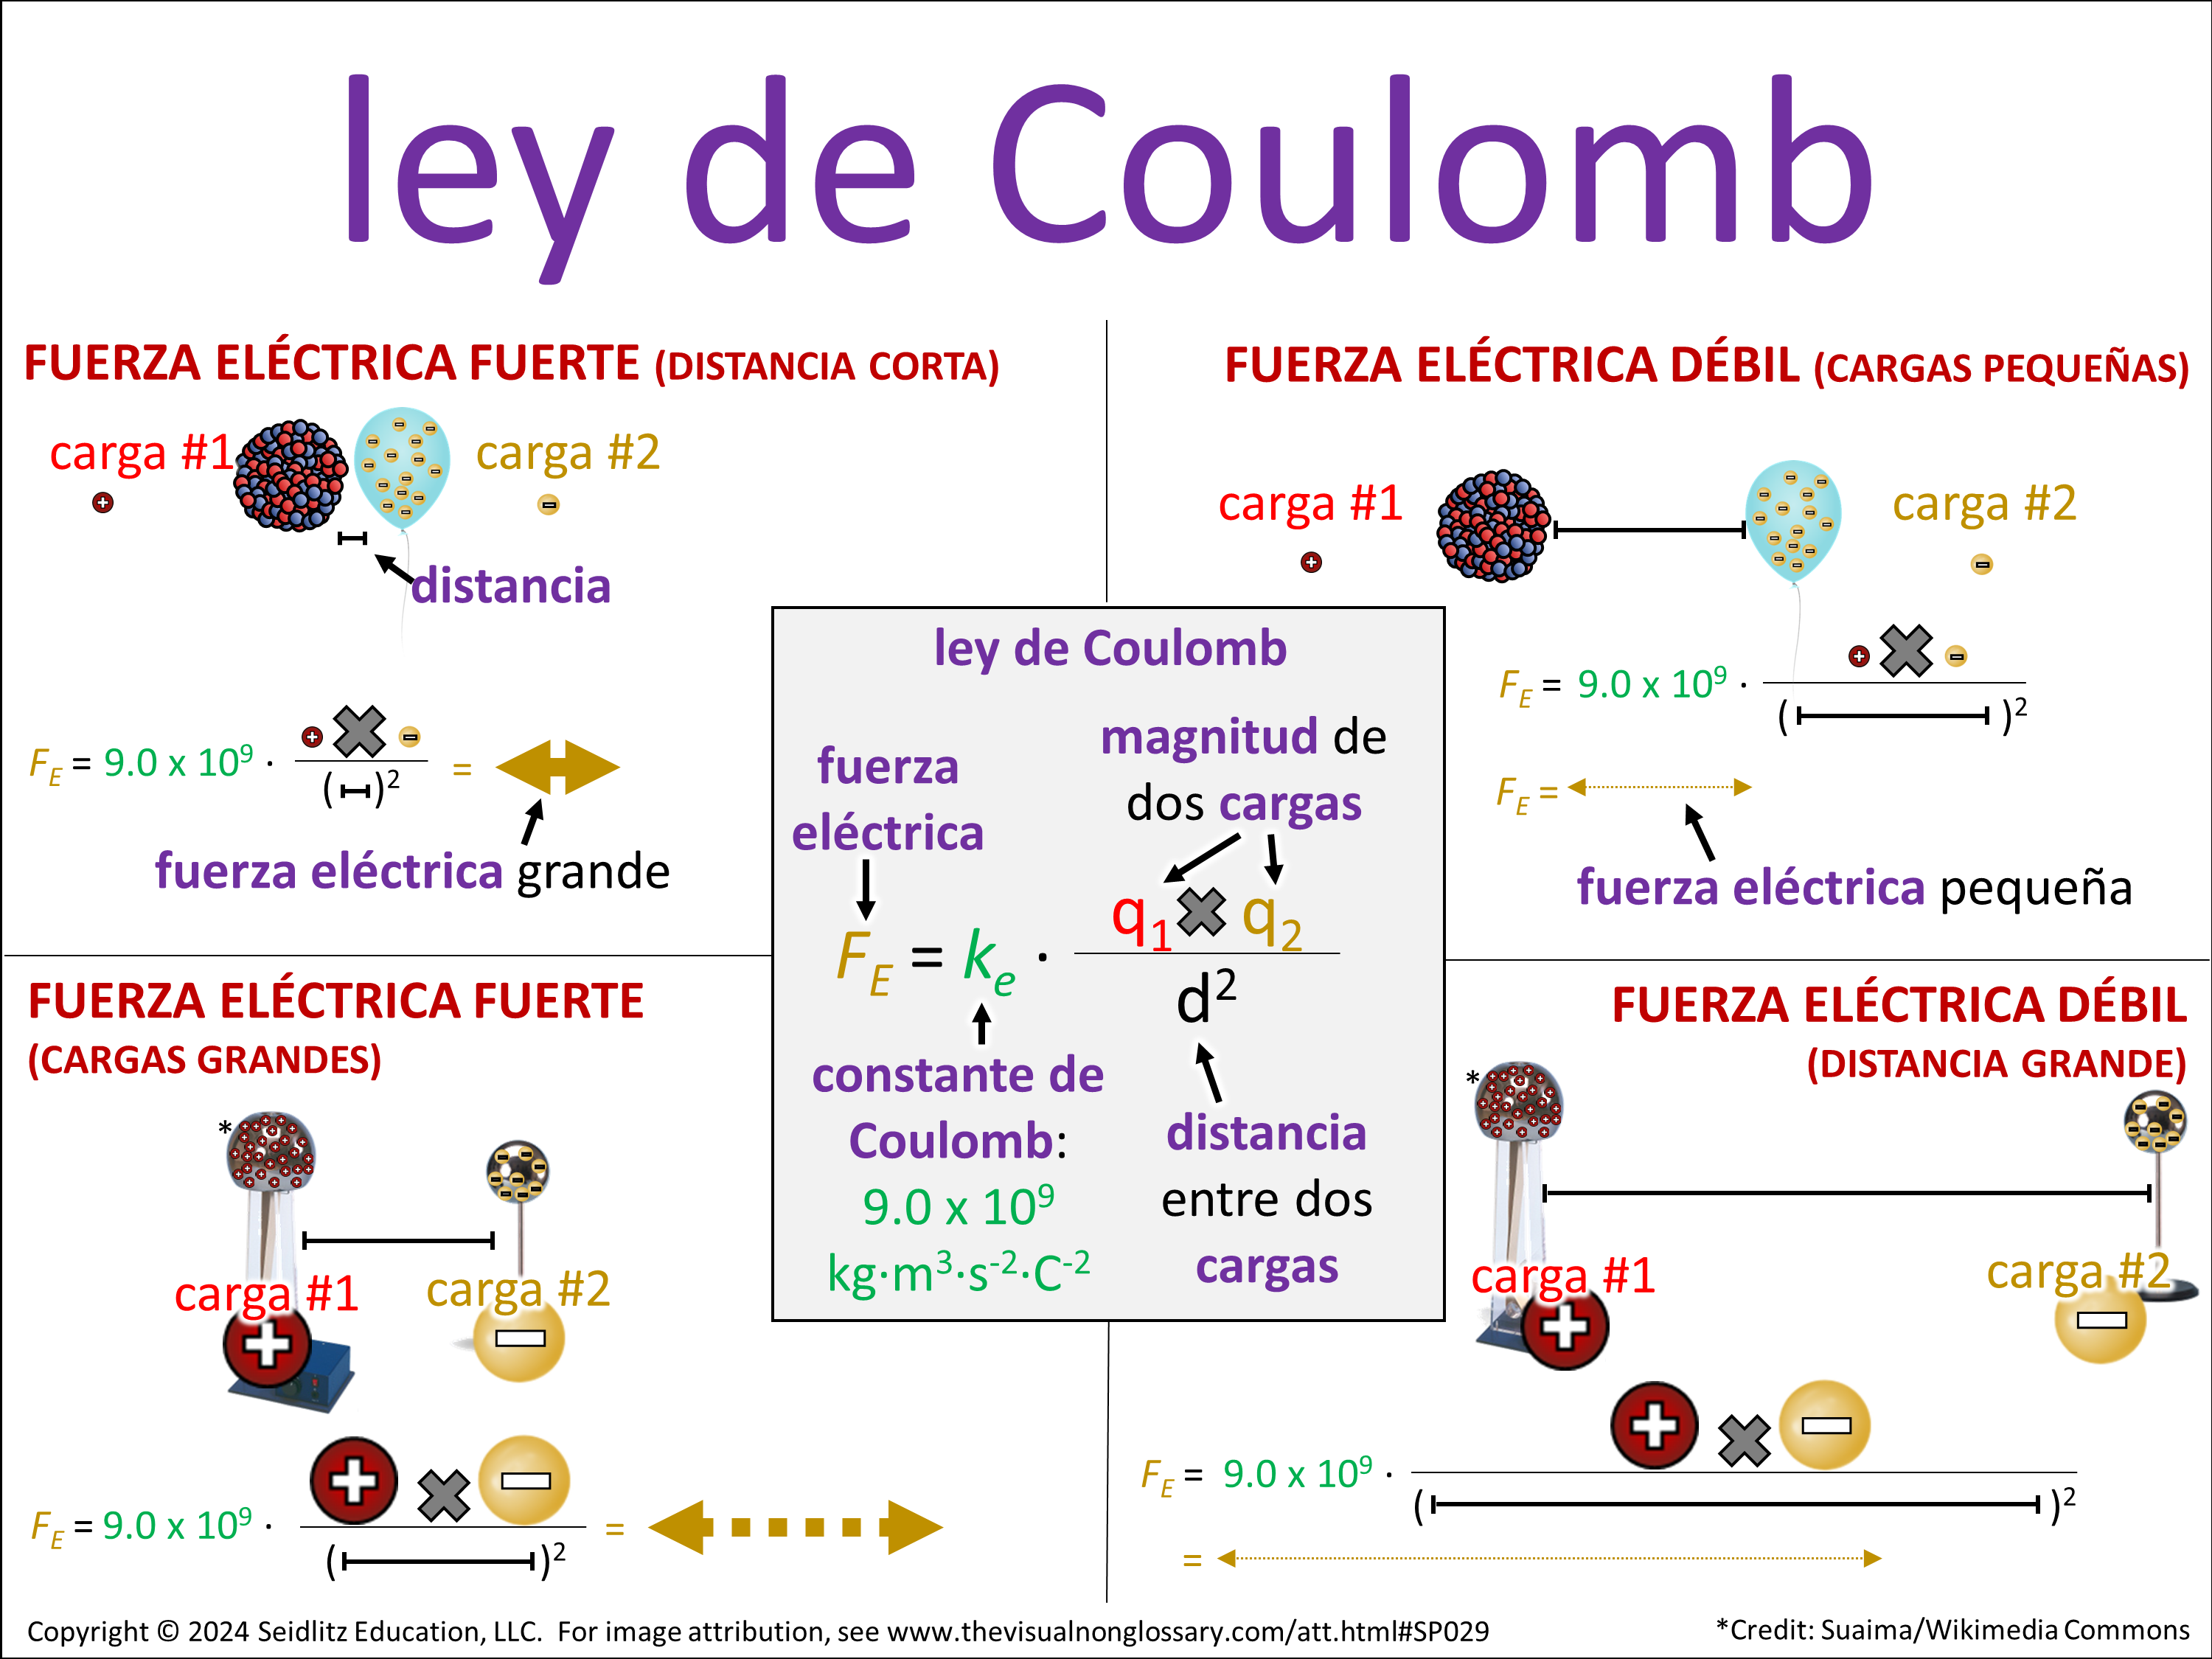 ley de Coulomb
FUERZA ELÉCTRICA FUERTE (DISTANCIA CORTA)
carga #1
carga #2
distancia
F_E = 9.0 x 10⁹ ·
( )²
=
fuerza eléctrica grande
FUERZA ELÉCTRICA DÉBIL (CARGAS PEQUEÑAS)
carga #1
carga #2
F_E = 9.0 x 10⁹ ·
( )²
F_E =
fuerza eléctrica pequeña
ley de Coulomb
fuerza
eléctrica
magnitud de
dos cargas
F_E = k_e · q₁ ✖ q₂
d²
constante de
Coulomb:
9.0 x 10⁹
kg·m³·s⁻²·C⁻²
distancia
entre dos
cargas
FUERZA ELÉCTRICA FUERTE
(CARGAS GRANDES)
*
carga #1
carga #2
F_E = 9.0 x 10⁹ ·
( )²
=
FUERZA ELÉCTRICA DÉBIL
(DISTANCIA GRANDE)
*
carga #1
carga #2
F_E = 9.0 x 10⁹ ·
( )²
=
Copyright © 2024 Seidlitz Education, LLC. For image attribution, see www.thevisualnonglossary.com/att.html#SP029
*Credit: Suaima/Wikimedia Commons